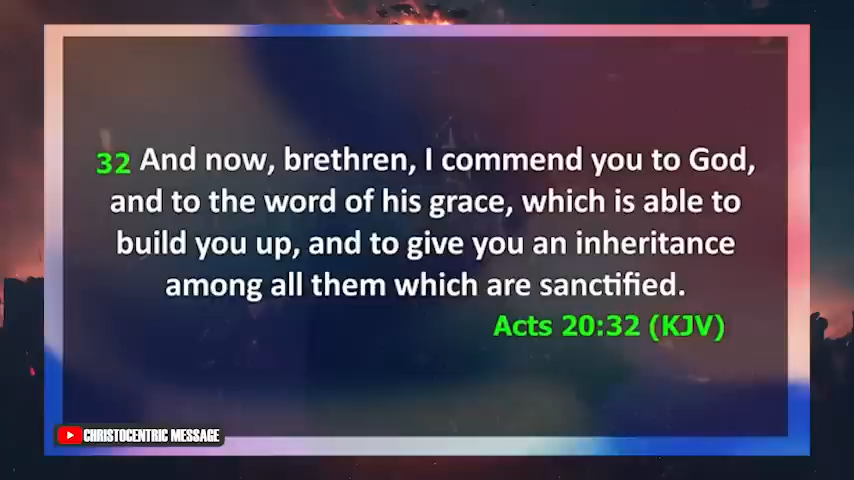 32 And now, brethren, I commend you to God,
and to the word of his grace, which is able to
build you up, and to give you an inheritance
among all them which are sanctified.
Acts 20:32 (KJV)
CHRISTOCENTRIC MESSAGE